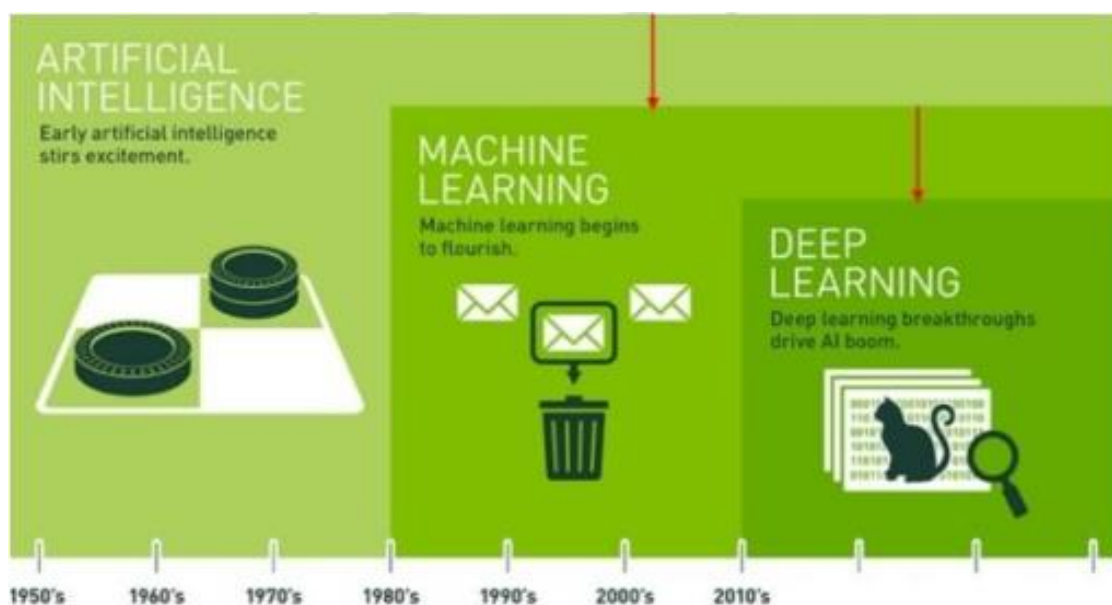 ARTIFICIAL
INTELLIGENCE
Early artificial intelligence
stirs excitement.
MACHINE
LEARNING
Machine learning begins
to flourish.
DEEP
LEARNING
Deep learning breakthroughs
drive AI boom.
1950's 1960's 1970's 1980's 1990's 2000's 2010's